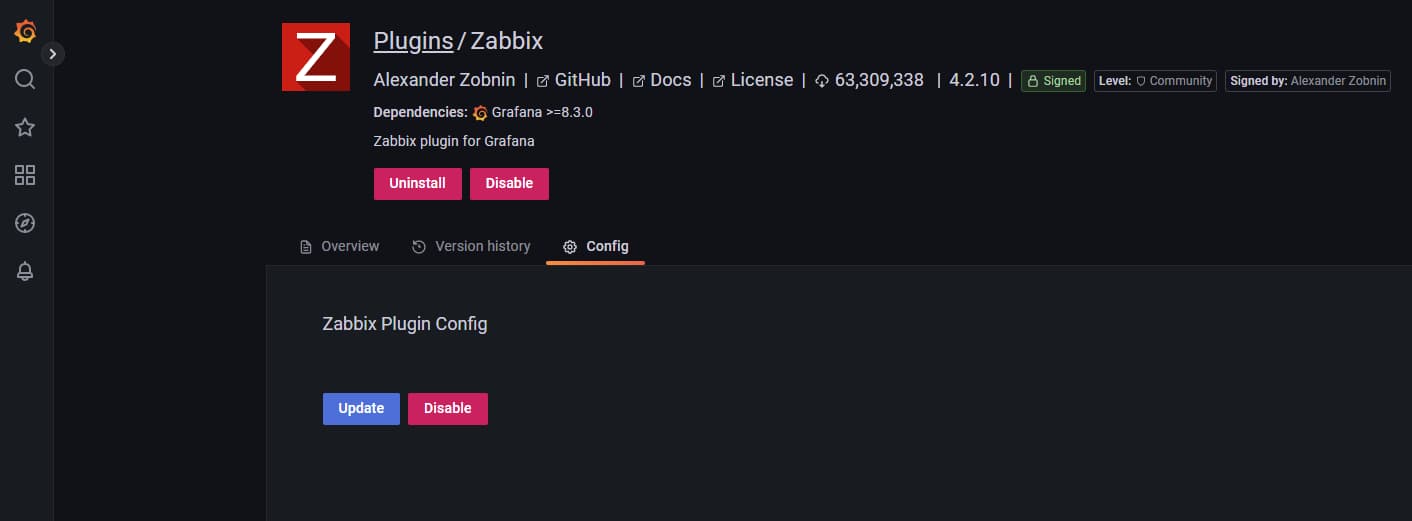 Z
Plugins / Zabbix
Alexander Zobnin | GitHub | Docs | License | 63,309,338 | 4.2.10 | Signed Level: Community Signed by: Alexander Zobnin
Dependencies: Grafana >=8.3.0
Zabbix plugin for Grafana
Uninstall Disable
Overview Version history Config
Zabbix Plugin Config
Update Disable